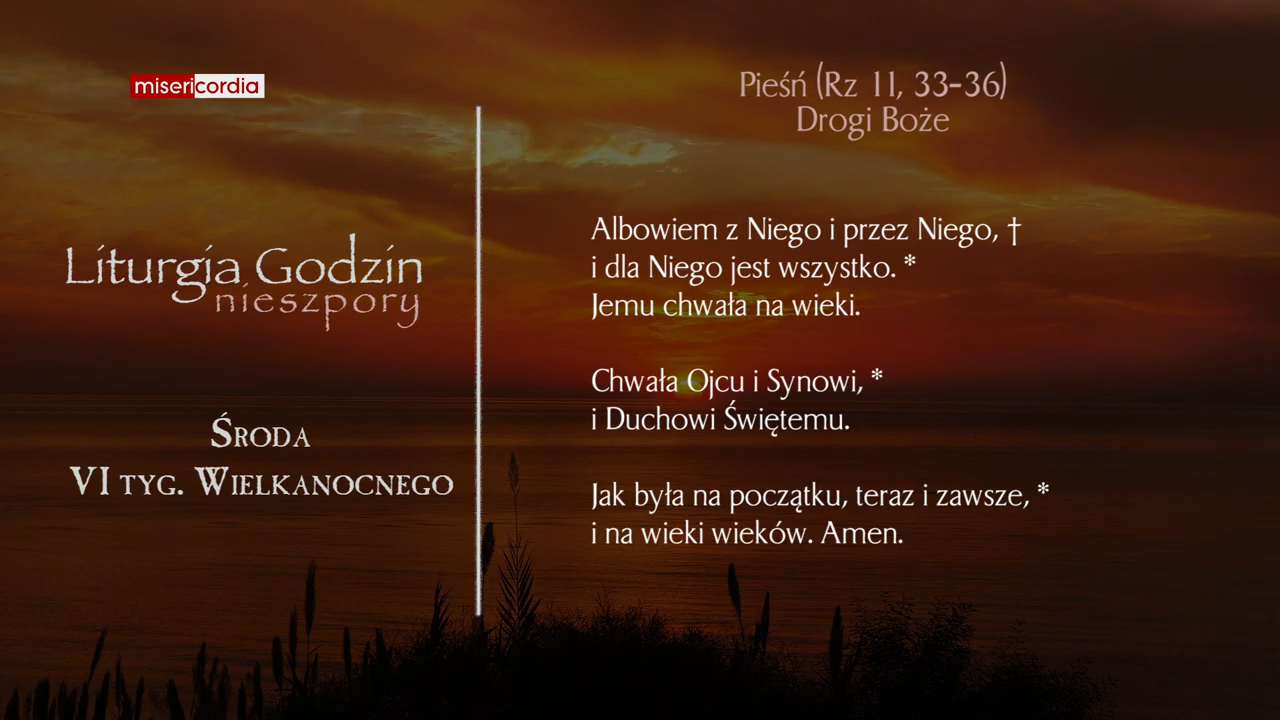 misericordia
Liturgia Godzin
nieszpory
Środa
VI tyg. Wielkanocnego
Pieśń (Rz 11, 33-36)
Drogi Boże
Albowiem z Niego i przez Niego, †
i dla Niego jest wszystko. *
Jemu chwała na wieki.
Chwała Ojcu i Synowi, *
i Duchowi Świętemu.
Jak była na początku, teraz i zawsze, *
i na wieki wieków. Amen.